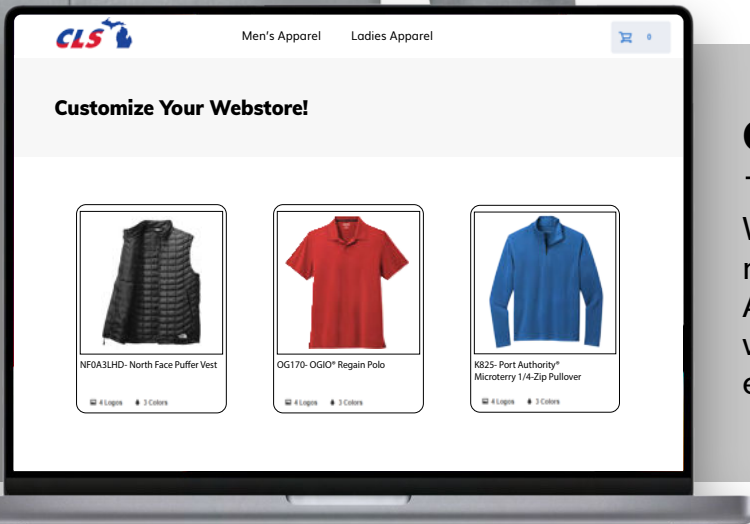 CLS
Men's Apparel Ladies Apparel
0
Customize Your Webstore!
NF0A3LHD- North Face Puffer Vest
4 Logos 3 Colors
OG170- OGIO® Regain Polo
4 Logos 3 Colors
K825- Port Authority®
Microterry 1/4-Zip Pullover
4 Logos 3 Colors